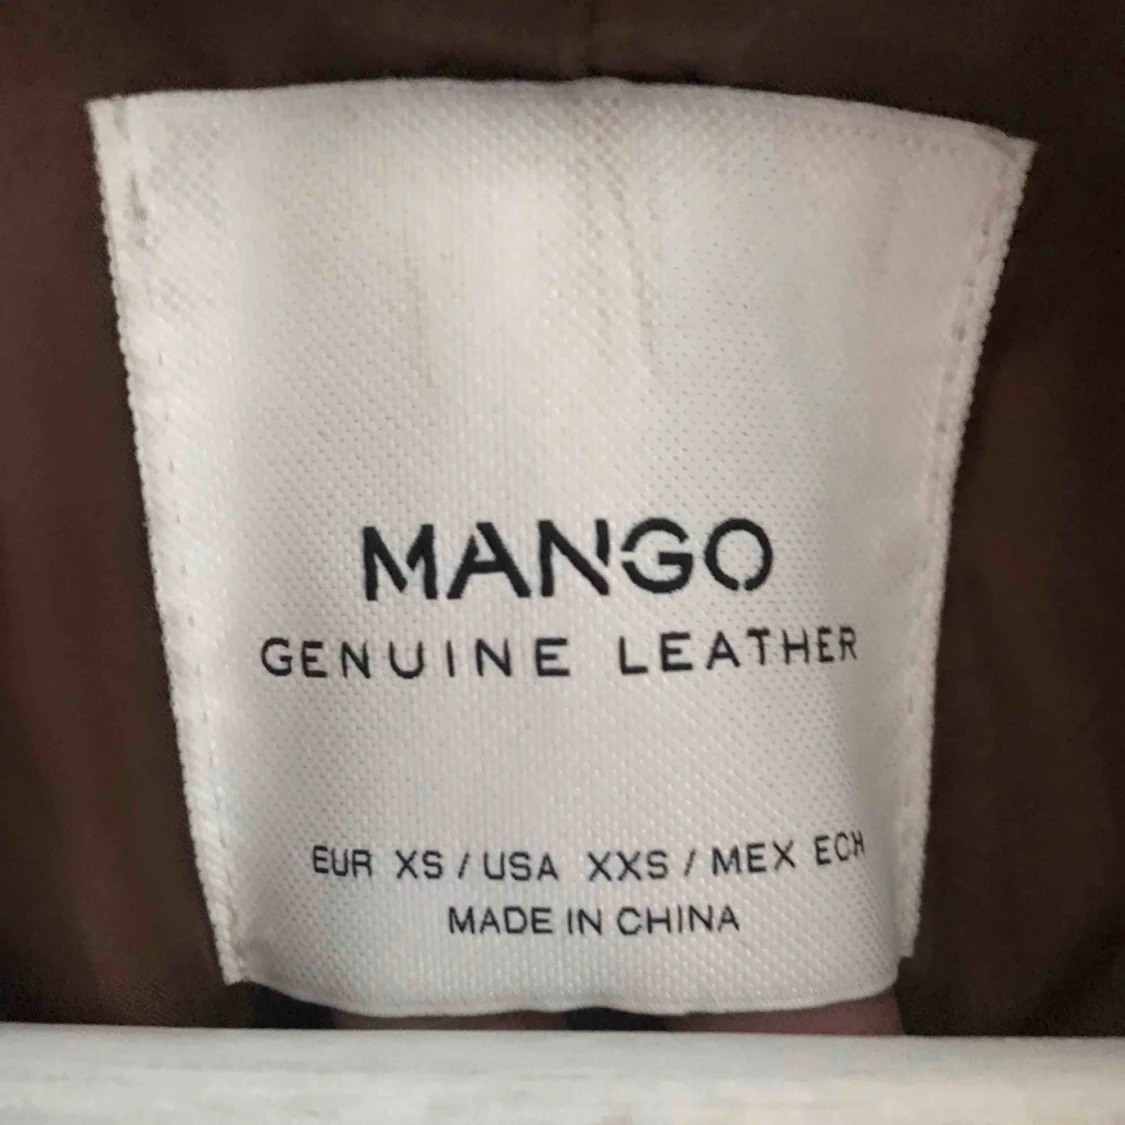 MANGO
GENUINE LEATHER
EUR XS / USA XXS / MEX ECH
MADE IN CHINA